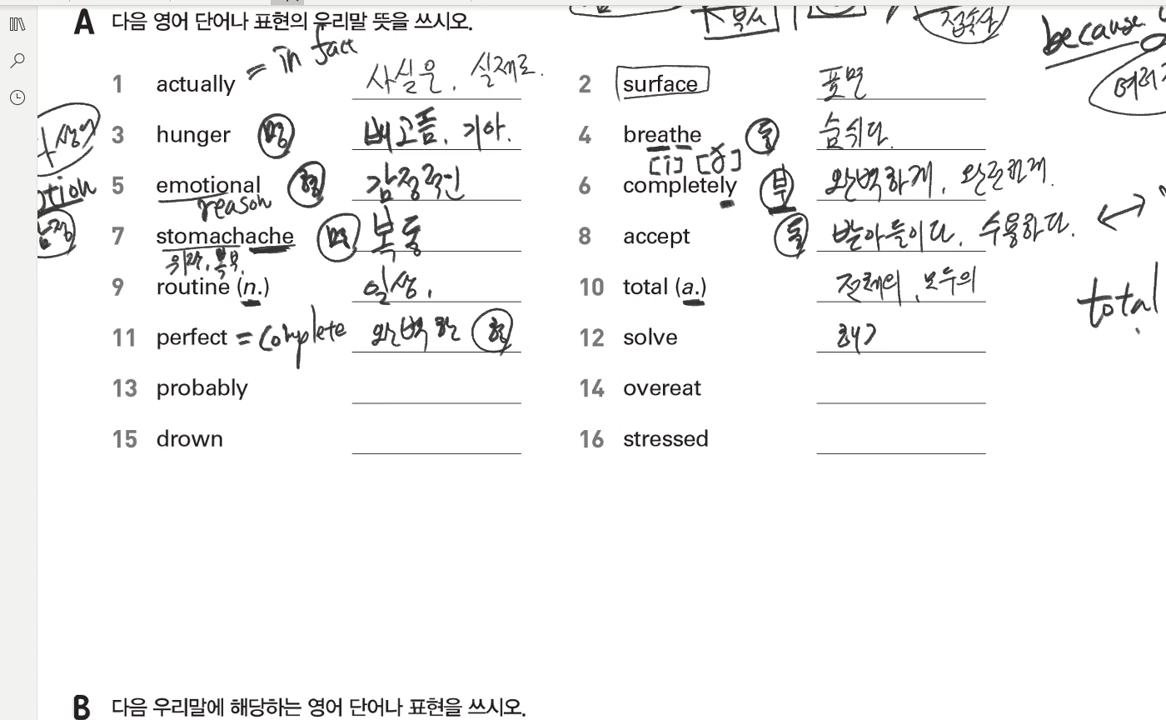 A 다음 영어 단어나 표현의 우리말 뜻을 쓰시오.
복사
접속사
because
= in fact
1 actually 사실은, 실제로.
2 surface 표면
3 hunger 명 배고픔, 기아.
4 breathe 동 숨쉬다.
[i] [ð]
5 emotional 형 감정적인
reason
6 completely 부 완벽하게, 완전하게.
7 stomachache 명 복통
위장, 복부
8 accept 동 받아들이다, 수용하다.
9 routine (n.) 일상,
10 total (a.) 전체의, 모두의
total
11 perfect = complete 완벽한 형
12 solve 해
13 probably
14 overeat
15 drown
16 stressed
B 다음 우리말에 해당하는 영어 단어나 표현을 쓰시오.